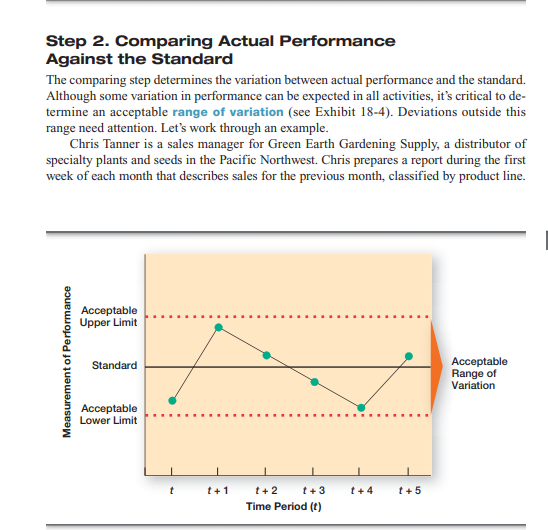 Step 2. Comparing Actual Performance
Against the Standard
The comparing step determines the variation between actual performance and the standard.
Although some variation in performance can be expected in all activities, it's critical to de-
termine an acceptable range of variation (see Exhibit 18-4). Deviations outside this
range need attention. Let's work through an example.
Chris Tanner is a sales manager for Green Earth Gardening Supply, a distributor of
specialty plants and seeds in the Pacific Northwest. Chris prepares a report during the first
week of each month that describes sales for the previous month, classified by product line.
Measurement of Performance
Acceptable
Upper Limit
Standard
Acceptable
Lower Limit
Acceptable
Range of
Variation
t t + 1 t + 2 t + 3 t + 4 t + 5
Time Period (t)